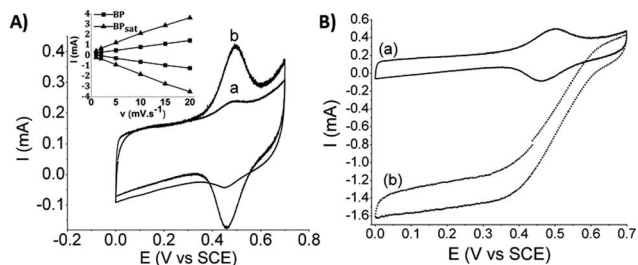 A)
BP
BPsat
I (mA)
4
3
2
1
0
-1
-2
-3
-4
0 5 10 15 20
v (mV.s-1)
b
a
I (mA)
0.4
0.3
0.2
0.1
0.0
-0.1
-0.2 0.0 0.2 0.4 0.6 0.8
E (V vs SCE)
B)
(a)
(b)
I (mA)
0.6
0.4
0.2
0.0
-0.2
-0.4
-0.6
-0.8
-1.0
-1.2
-1.4
-1.6
0.0 0.1 0.2 0.3 0.4 0.5 0.6 0.7
E (V vs SCE)